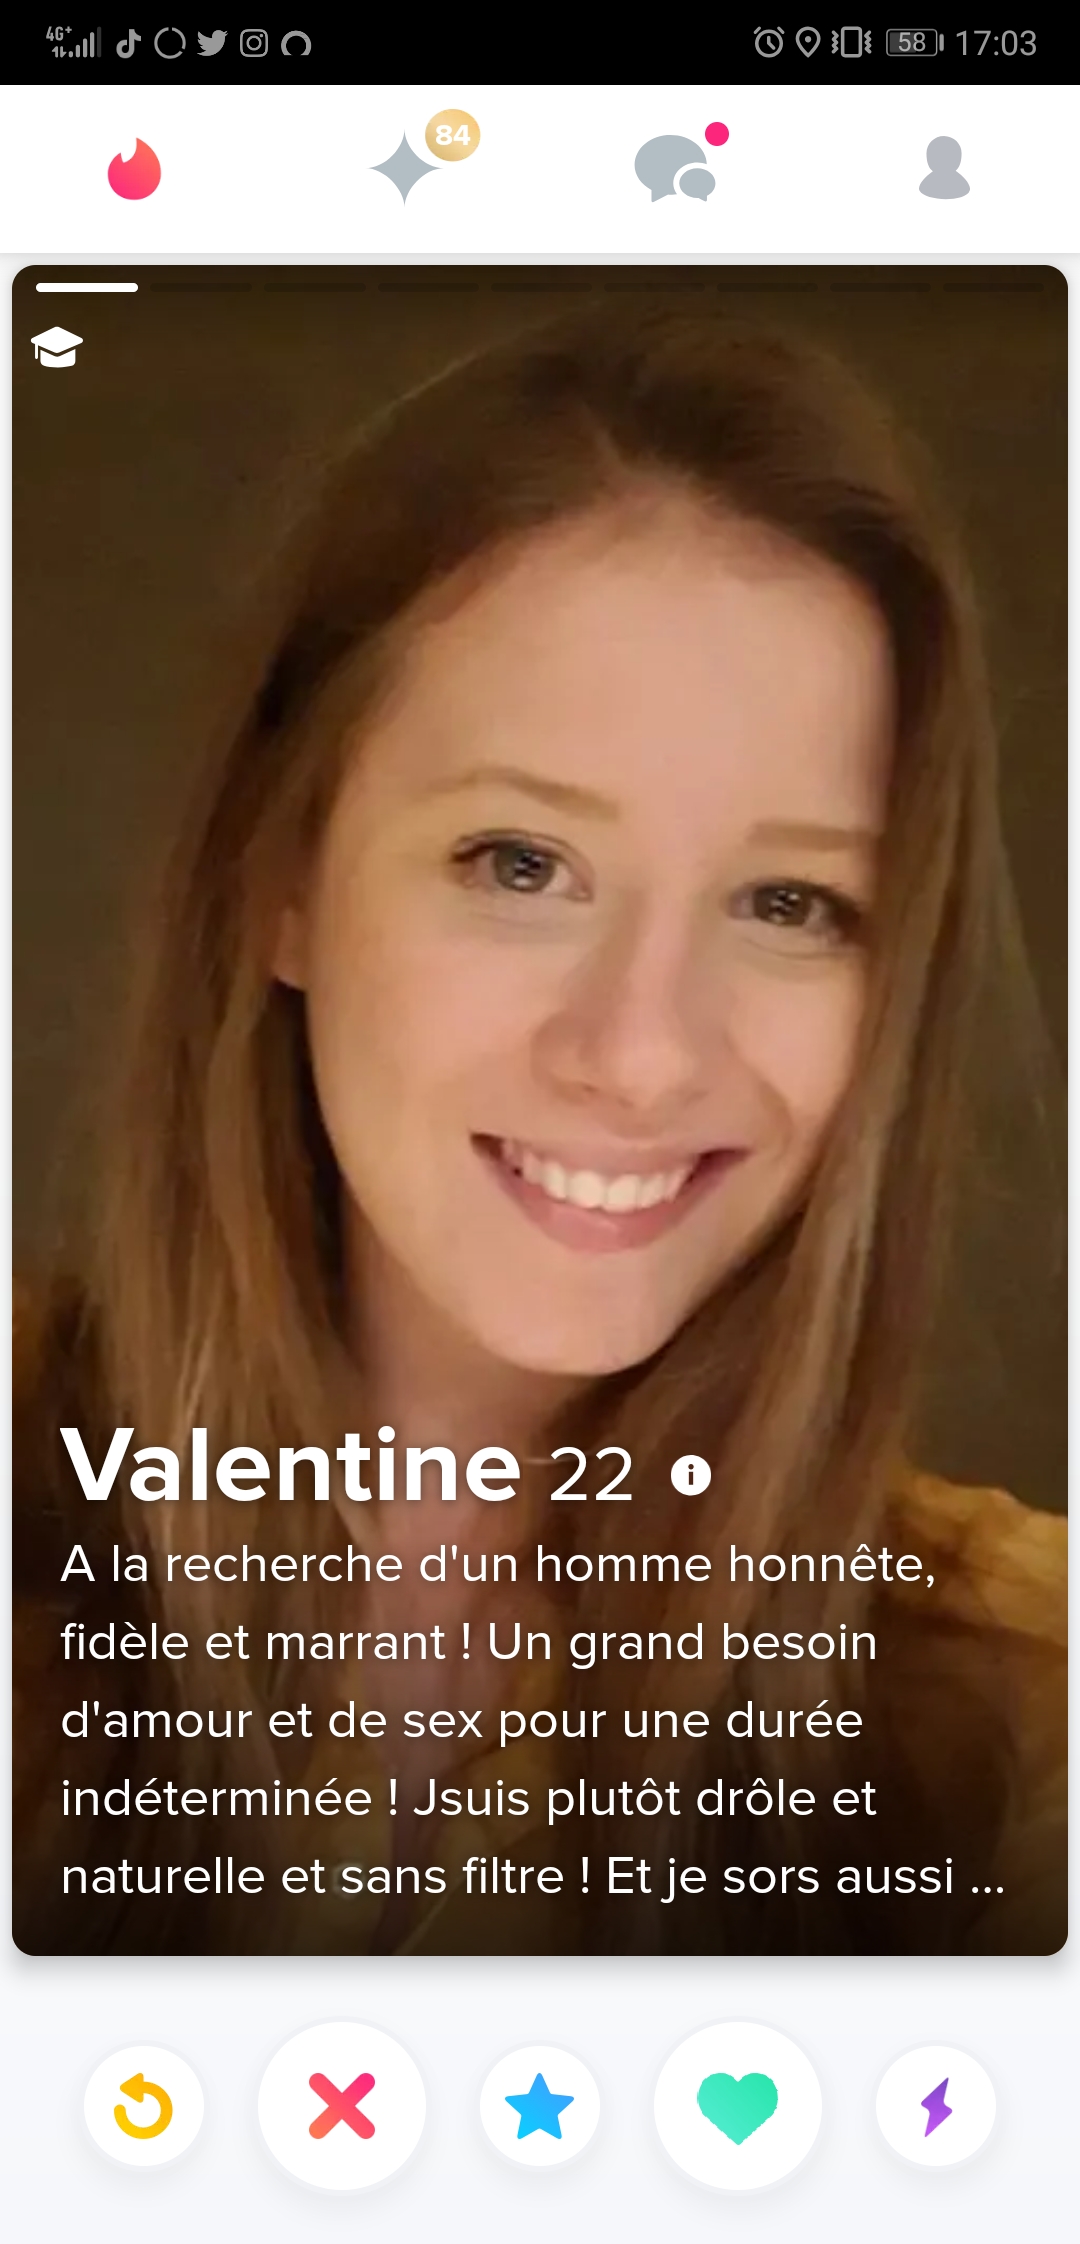 4G+ 58 17:03
84
Valentine 22
A la recherche d'un homme honnête,
fidèle et marrant ! Un grand besoin
d'amour et de sex pour une durée
indéterminée ! Jsuis plutôt drôle et
naturelle et sans filtre ! Et je sors aussi ...